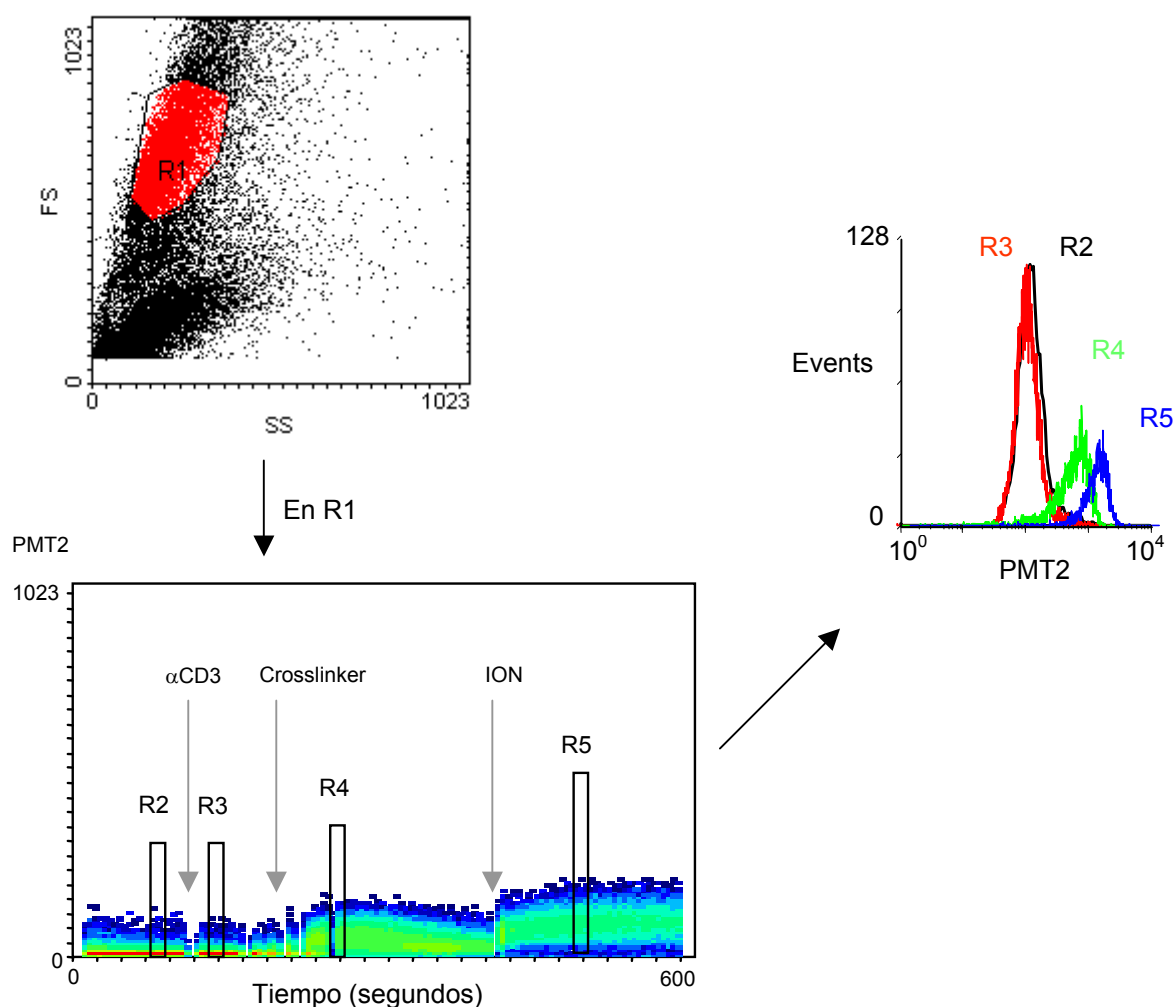 1023
FS
R1
0
0
1023
SS
En R1
PMT2
1023
αCD3
Crosslinker
ION
R2
R3
R4
R5
0
0
600
Tiempo (segundos)
128
R3
R2
Events
R4
R5
0
10⁰
10⁴
PMT2